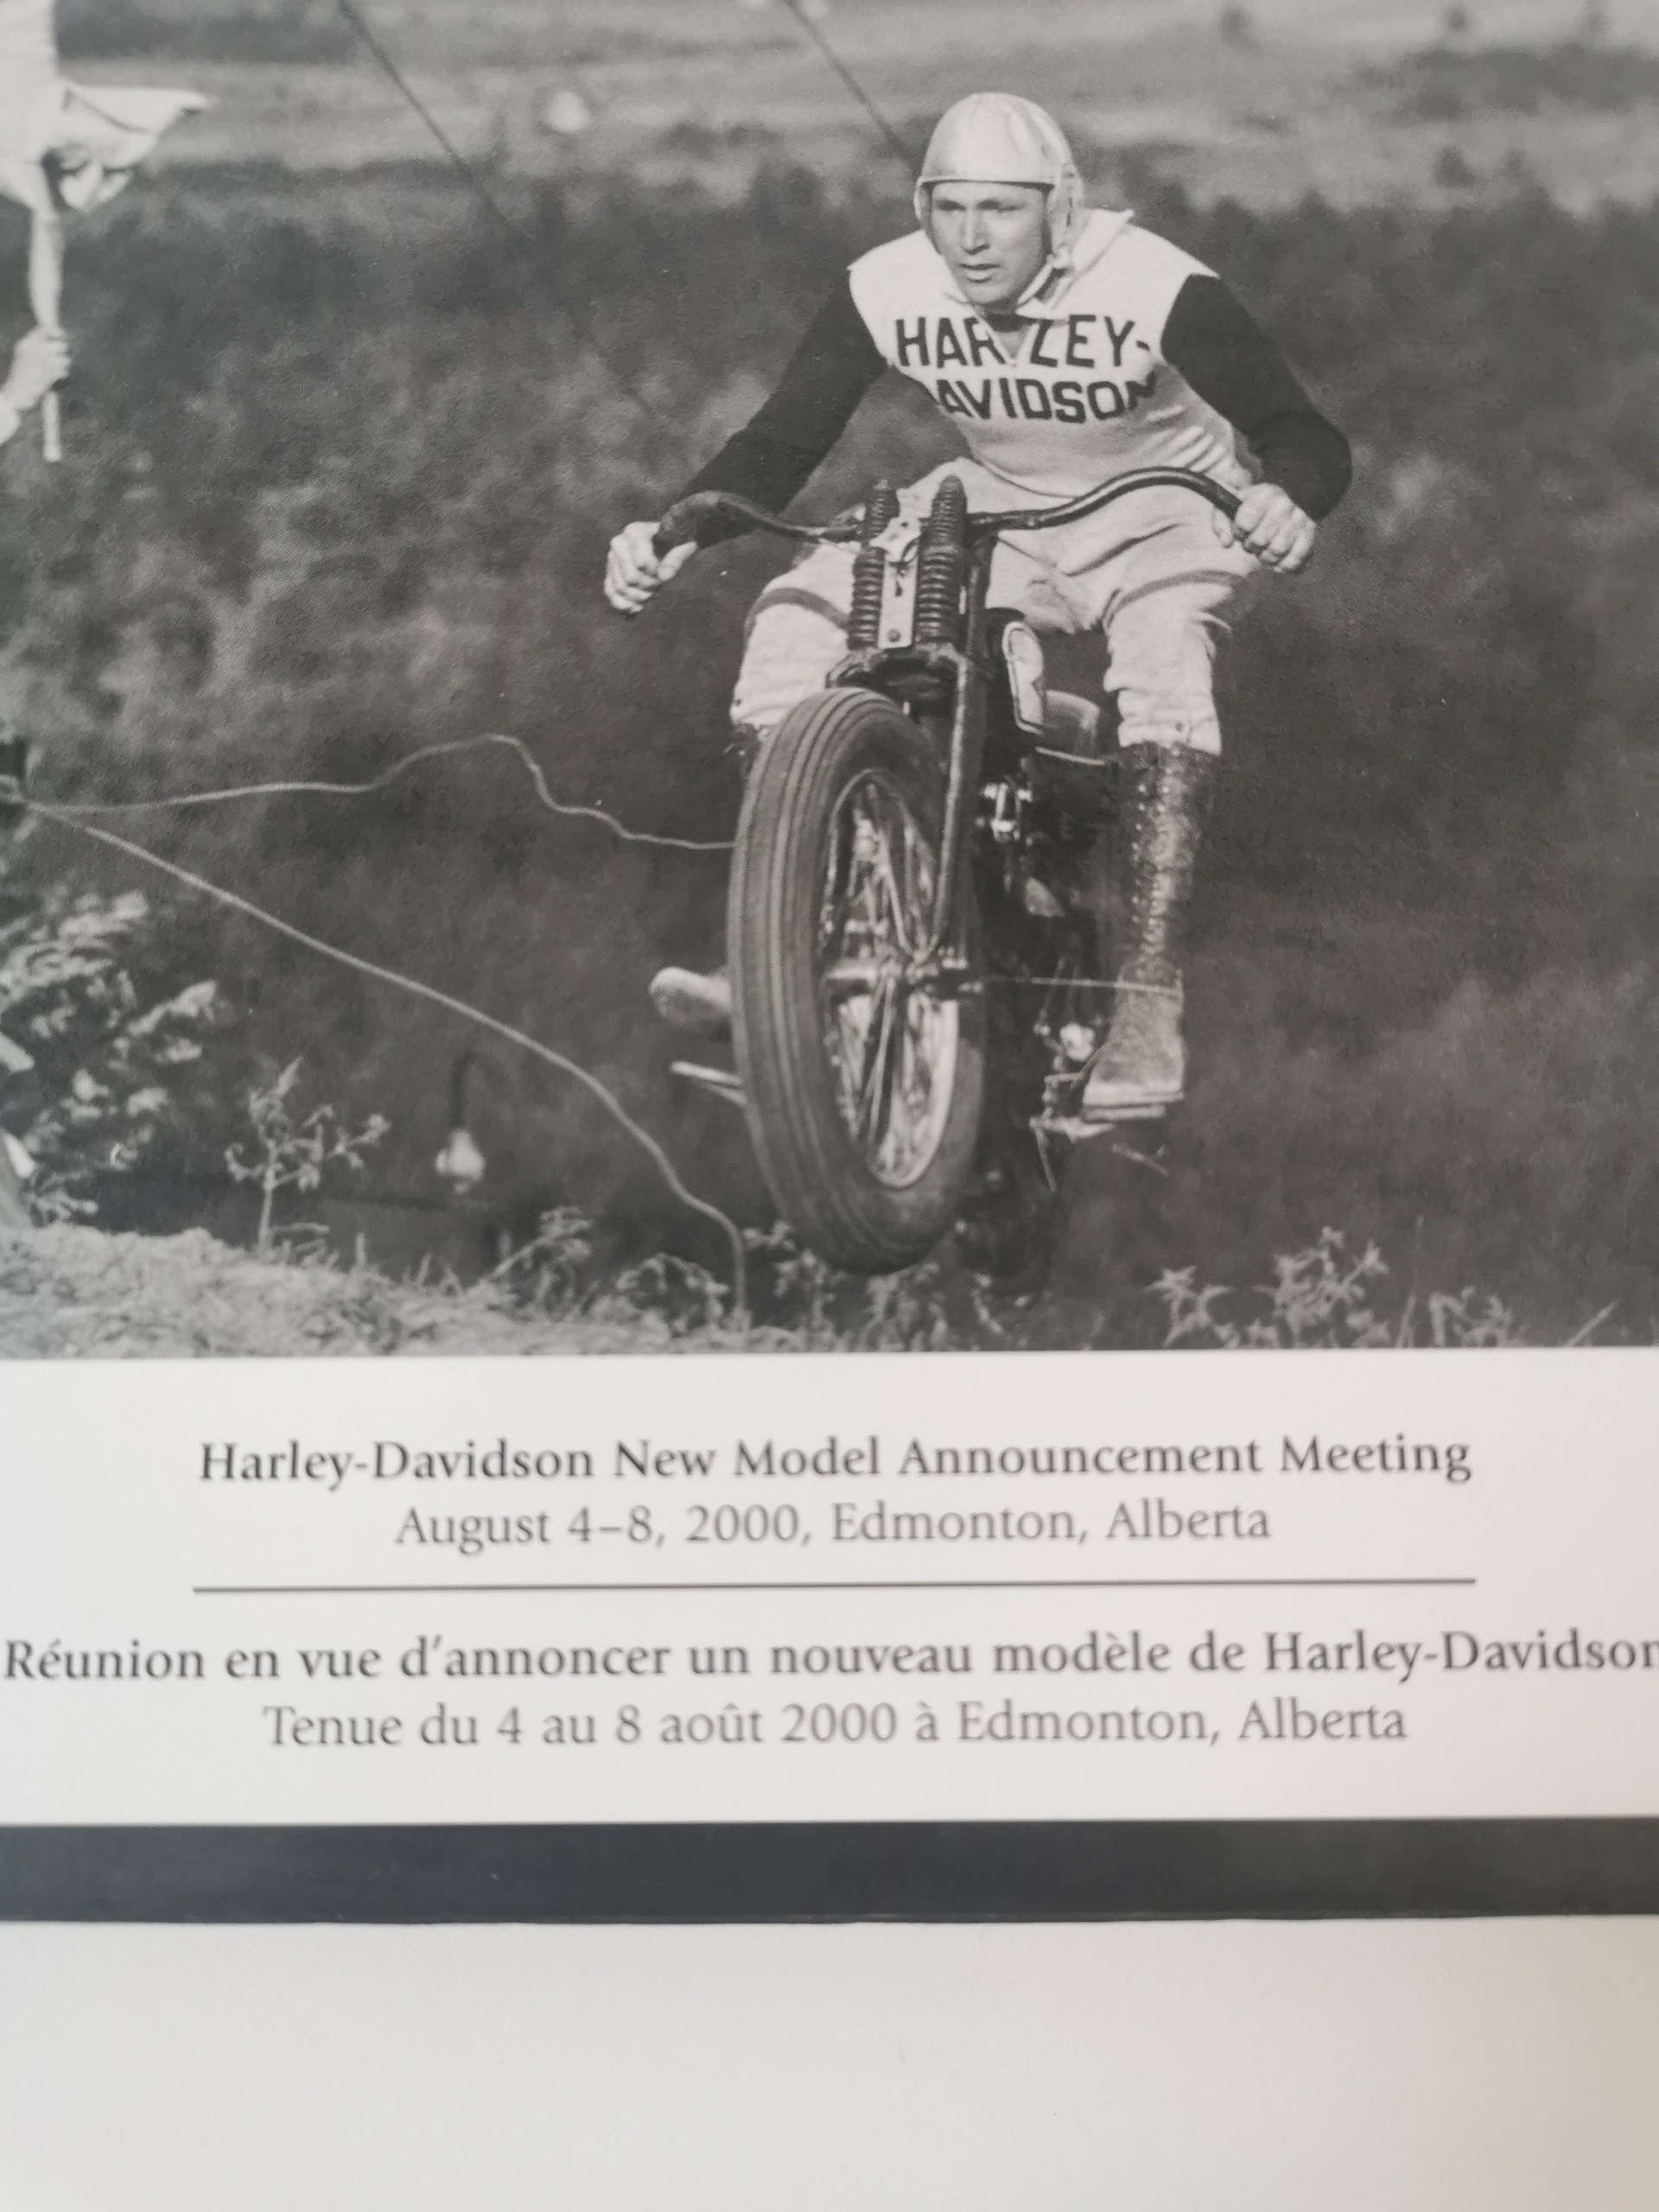 HARLEY-
DAVIDSON
Harley-Davidson New Model Announcement Meeting
August 4–8, 2000, Edmonton, Alberta
Réunion en vue d'annoncer un nouveau modèle de Harley-Davidson
Tenue du 4 au 8 août 2000 à Edmonton, Alberta